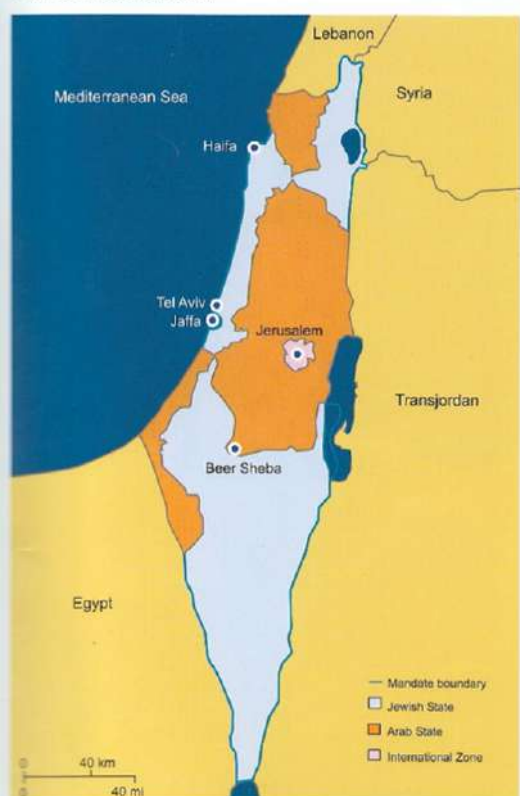 Lebanon
Mediterranean Sea
Syria
Haifa
Tel Aviv
Jaffa
Jerusalem
Transjordan
Beer Sheba
Egypt
Mandate boundary
Jewish State
Arab State
International Zone
40 km
40 mi